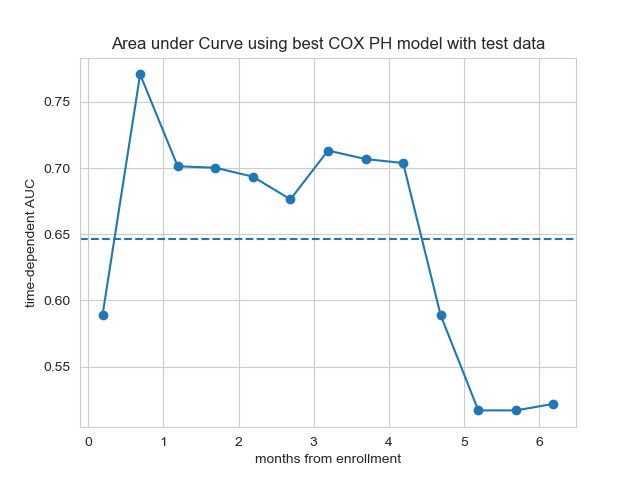 Area under Curve using best COX PH model with test data
time-dependent AUC
0.75
0.70
0.65
0.60
0.55
0 1 2 3 4 5 6
months from enrollment